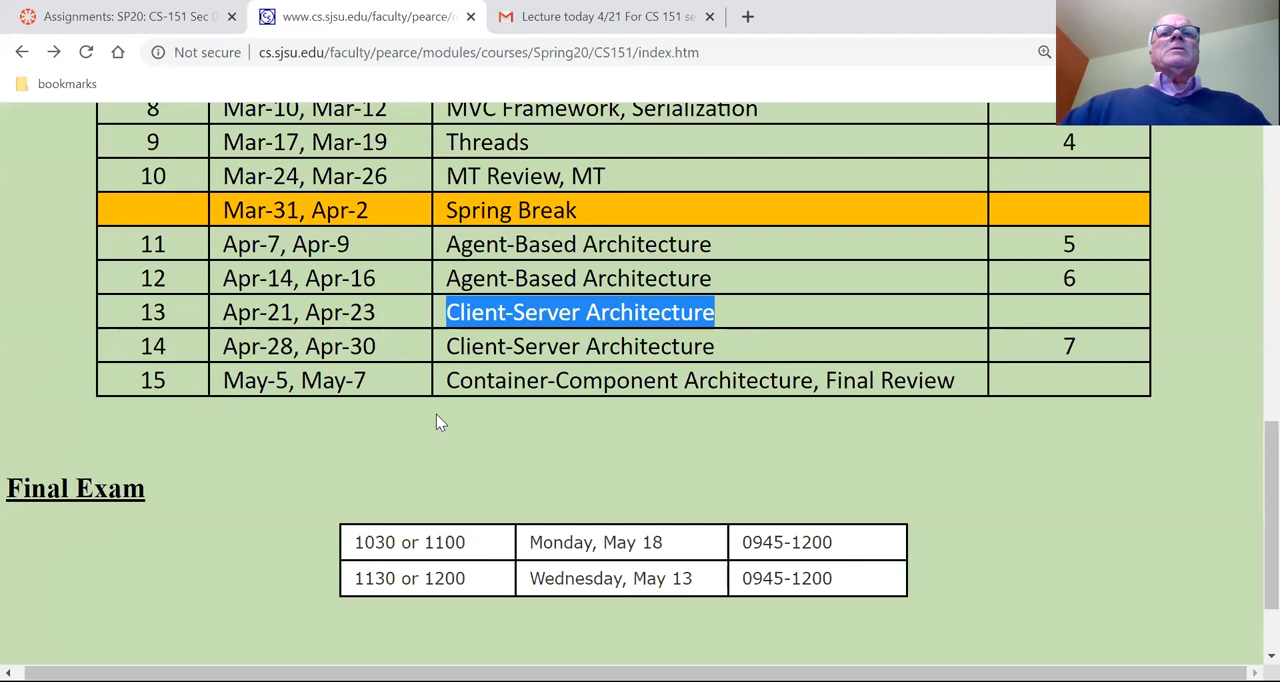 Assignments: SP20: CS-151 Sec
www.cs.sjsu.edu/faculty/pearce/
Lecture today 4/21 For CS 151 se
Not secure cs.sjsu.edu/faculty/pearce/modules/courses/Spring20/CS151/index.htm
bookmarks
8 Mar-10, Mar-12 MVC Framework, Serialization
9 Mar-17, Mar-19 Threads 4
10 Mar-24, Mar-26 MT Review, MT
Mar-31, Apr-2 Spring Break
11 Apr-7, Apr-9 Agent-Based Architecture 5
12 Apr-14, Apr-16 Agent-Based Architecture 6
13 Apr-21, Apr-23 Client-Server Architecture
14 Apr-28, Apr-30 Client-Server Architecture 7
15 May-5, May-7 Container-Component Architecture, Final Review
Final Exam
1030 or 1100 Monday, May 18 0945-1200
1130 or 1200 Wednesday, May 13 0945-1200